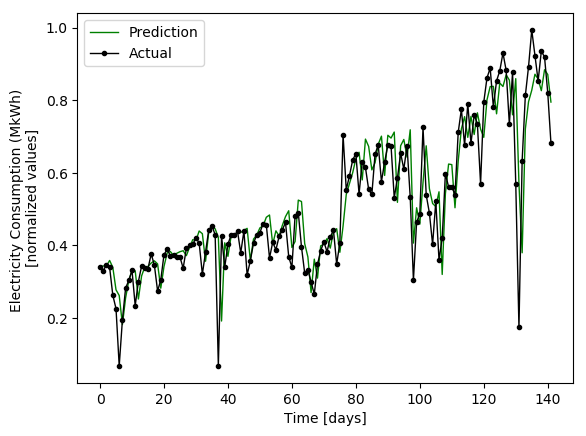 Prediction
Actual
1.0
0.8
0.6
0.4
0.2
Electricity Consumption (MkWh)
[normalized values]
0 20 40 60 80 100 120 140
Time [days]